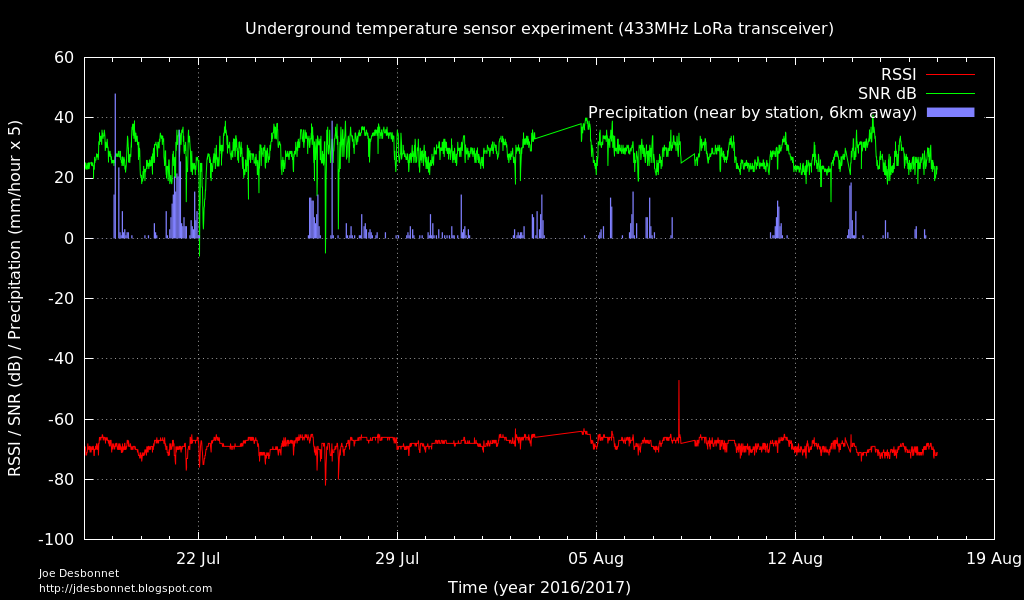 Underground temperature sensor experiment (433MHz LoRa transceiver)
RSSI
SNR dB
Precipitation (near by station, 6km away)
RSSI / SNR (dB) / Precipitation (mm/hour x 5)
60
40
20
0
-20
-40
-60
-80
-100
22 Jul
29 Jul
05 Aug
12 Aug
19 Aug
Time (year 2016/2017)
Joe Desbonnet
http://jdesbonnet.blogspot.com